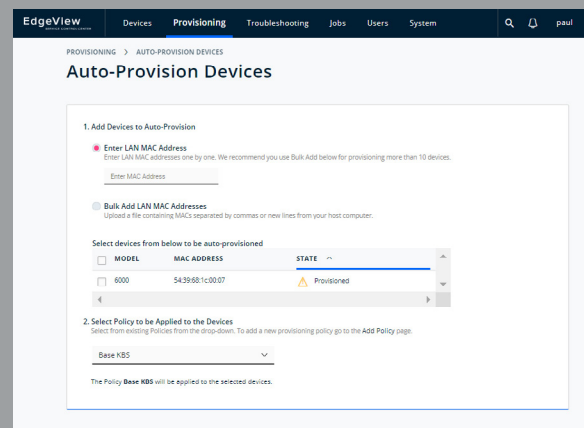 EdgeView
SERVICE CONTROL CENTER
Devices Provisioning Troubleshooting Jobs Users System paul
PROVISIONING > AUTO-PROVISION DEVICES
Auto-Provision Devices
1. Add Devices to Auto-Provision
Enter LAN MAC Address
Enter LAN MAC addresses one by one. We recommend you use Bulk Add below for provisioning more than 10 devices.
Enter MAC Address
Bulk Add LAN MAC Addresses
Upload a file containing MACs separated by commas or new lines from your host computer.
Select devices from below to be auto-provisioned
MODEL MAC ADDRESS STATE
6000 54:39:68:1c:00:07 Provisioned
2. Select Policy to be Applied to the Devices
Select from existing Policies from the drop-down. To add a new provisioning policy go to the Add Policy page.
Base KBS
The Policy Base KBS will be applied to the selected devices.